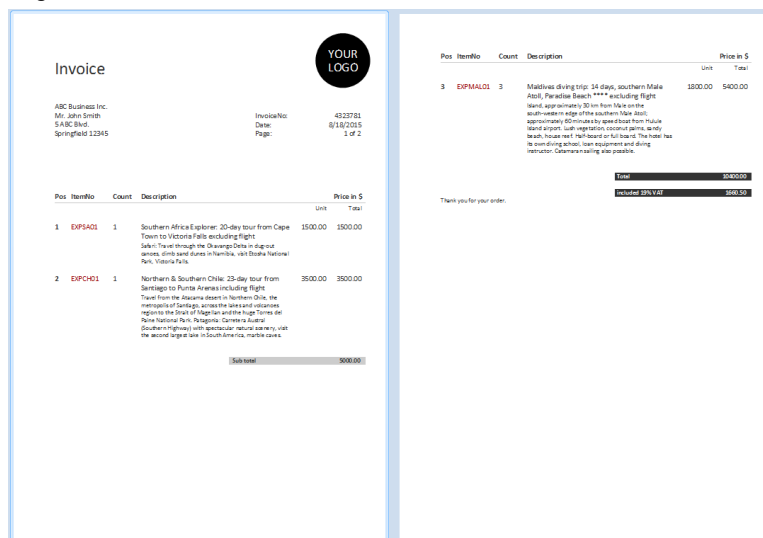 YOUR
LOGO
Invoice
ABC Business Inc.
Mr. John Smith
5 ABC Blvd.
Springfield 12345
InvoiceNo: 4323781
Date: 8/18/2015
Page: 1 of 2
Pos ItemNo Count Description Price in $
Unit Total
1 EXPSA01 1 Southern Africa Explorer: 20-day tour from Cape 1500.00 1500.00
Town to Victoria Falls excluding flight
Safari: Travel through the Okavango Delta in dug-out
canoes, climb sand dunes in Namibia, visit Etosha National
Park, Victoria Falls.
2 EXPCH01 1 Northern & Southern Chile: 23-day tour from 3500.00 3500.00
Santiago to Punta Arenas including flight
Travel from the Atacama desert in Northern Chile, the
metropolis of Santiago, across the lakes and volcanoes
region to the Strait of Magellan and the huge Torres del
Paine National Park. Patagonia: Carretera Austral
(Southern Highway) with spectacular natural scenery, visit
the second largest lake in South America, marble caves.
Sub total 5000.00
Pos ItemNo Count Description Price in $
Unit Total
3 EXPMAL01 3 Maldives diving trip: 14 days, southern Male 1800.00 5400.00
Atoll, Paradise Beach **** excluding flight
Island, approximately 30 km from Male on the
south-western edge of the southern Male Atoll;
approximately 60 minutes by speed boat from Hulule
Island airport. Lush vegetation, coconut palms, sandy
beach, house reef. Half-board or full board. The hotel has
its own diving school, loan equipment and diving
instructor. Catamaran sailing also possible.
Total 10400.00
included 19% VAT 1660.50
Thank you for your order.